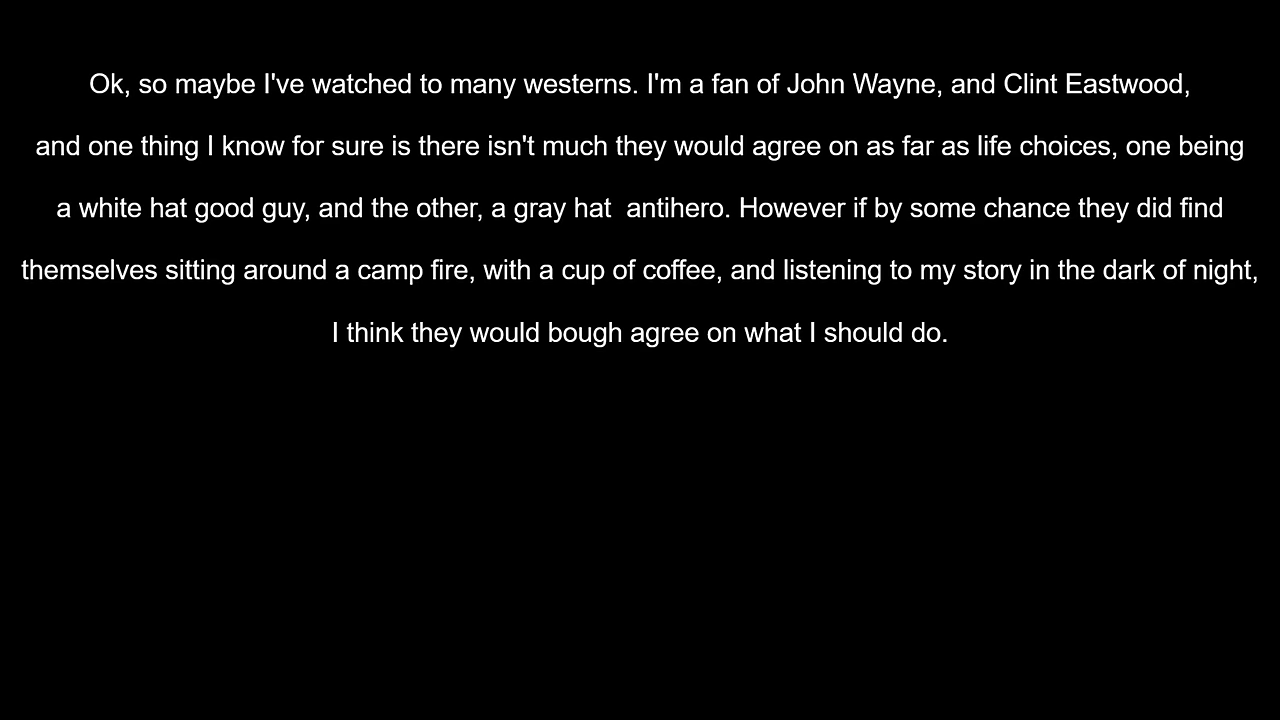 Ok, so maybe I've watched to many westerns. I'm a fan of John Wayne, and Clint Eastwood,
and one thing I know for sure is there isn't much they would agree on as far as life choices, one being
a white hat good guy, and the other, a gray hat  antihero. However if by some chance they did find
themselves sitting around a camp fire, with a cup of coffee, and listening to my story in the dark of night,
I think they would bough agree on what I should do.